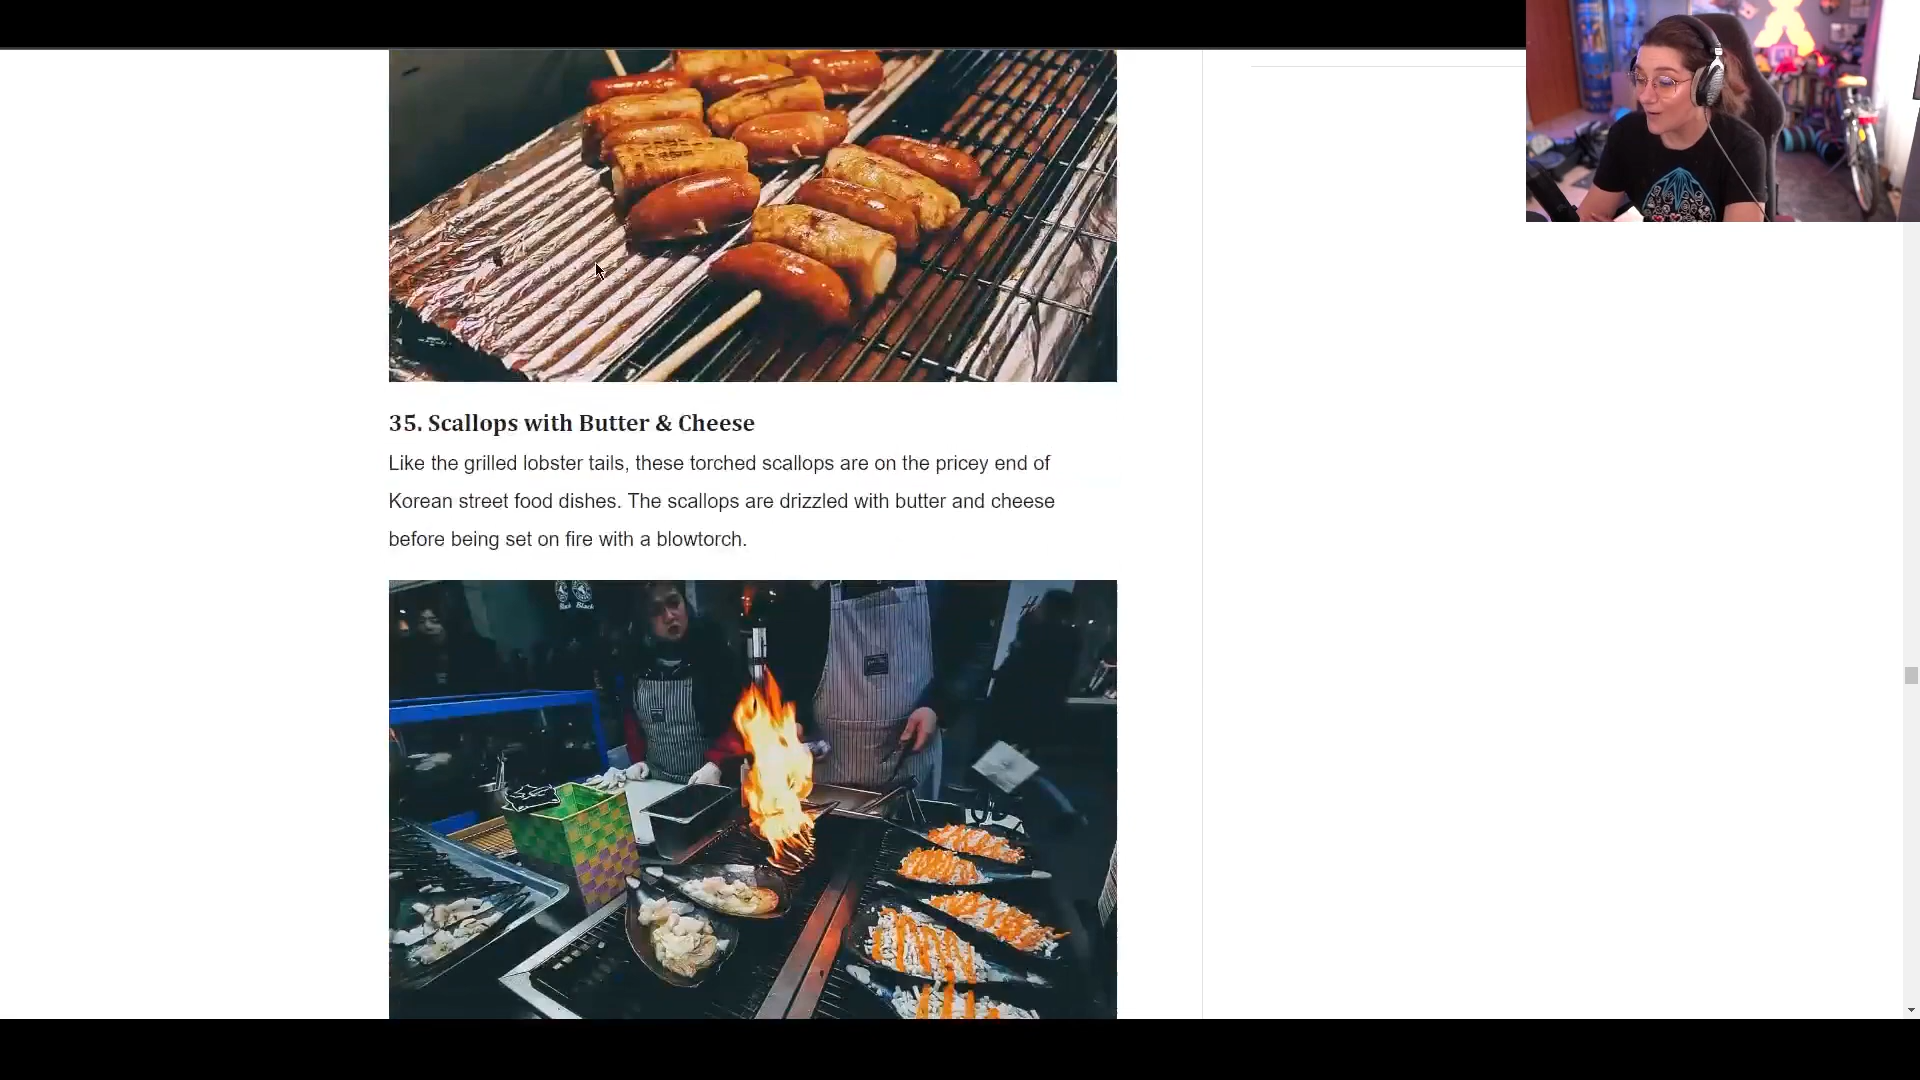 35. Scallops with Butter & Cheese
Like the grilled lobster tails, these torched scallops are on the pricey end of
Korean street food dishes. The scallops are drizzled with butter and cheese
before being set on fire with a blowtorch.